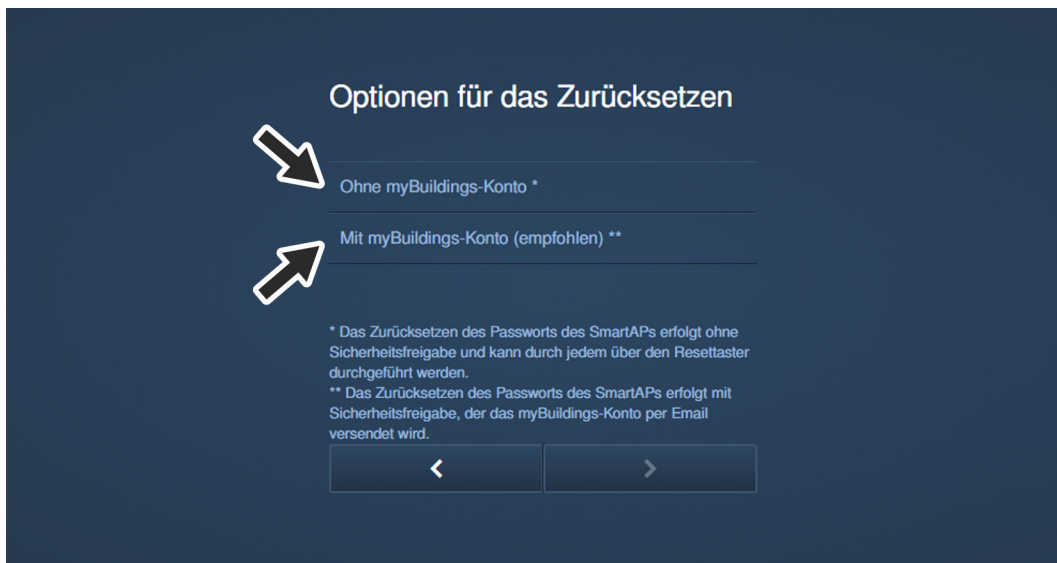 Optionen für das Zurücksetzen
Ohne myBuildings-Konto *
Mit myBuildings-Konto (empfohlen) **
* Das Zurücksetzen des Passworts des SmartAPs erfolgt ohne
Sicherheitsfreigabe und kann durch jedem über den Resettaster
durchgeführt werden.
** Das Zurücksetzen des Passworts des SmartAPs erfolgt mit
Sicherheitsfreigabe, der das myBuildings-Konto per Email
versendet wird.